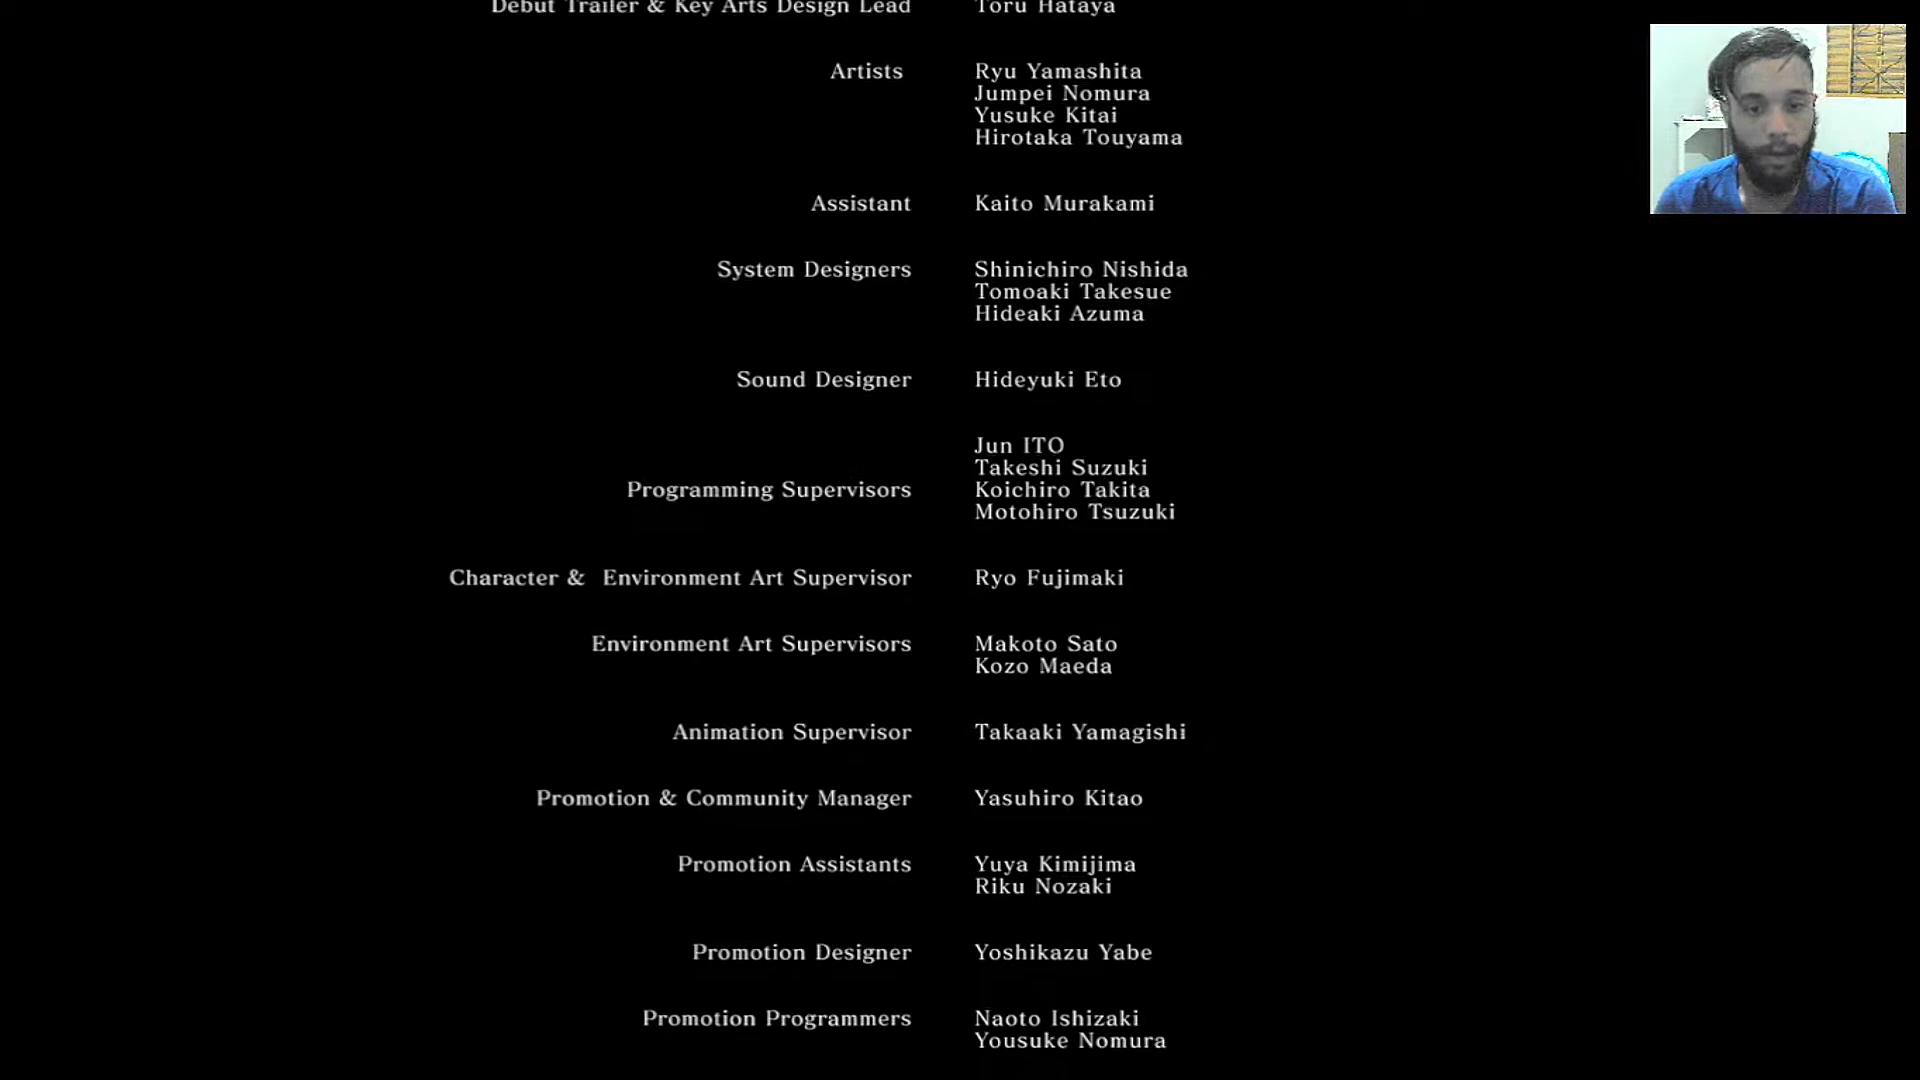 Debut Trailer & Key Arts Design Lead Toru Hataya
Artists Ryu Yamashita
Jumpei Nomura
Yusuke Kitai
Hirotaka Touyama
Assistant Kaito Murakami
System Designers Shinichiro Nishida
Tomoaki Takesue
Hideaki Azuma
Sound Designer Hideyuki Eto
Jun ITO
Takeshi Suzuki
Programming Supervisors Koichiro Takita
Motohiro Tsuzuki
Character & Environment Art Supervisor Ryo Fujimaki
Environment Art Supervisors Makoto Sato
Kozo Maeda
Animation Supervisor Takaaki Yamagishi
Promotion & Community Manager Yasuhiro Kitao
Promotion Assistants Yuya Kimijima
Riku Nozaki
Promotion Designer Yoshikazu Yabe
Promotion Programmers Naoto Ishizaki
Yousuke Nomura